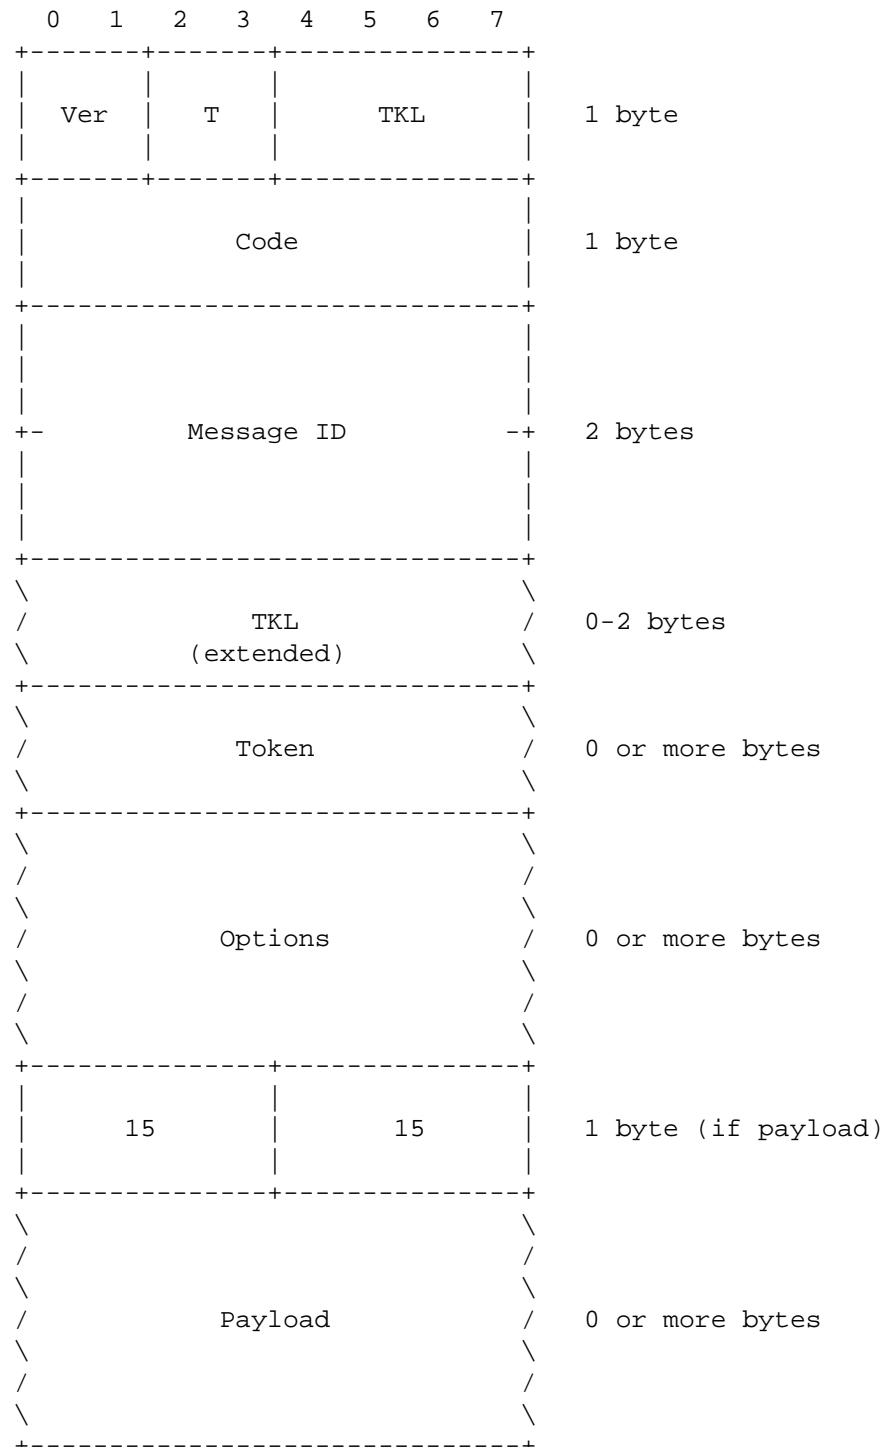 0 1 2 3 4 5 6 7
Ver T TKL 1 byte
Code 1 byte
Message ID 2 bytes
TKL 0-2 bytes
(extended)
Token 0 or more bytes
Options 0 or more bytes
15 15 1 byte (if payload)
Payload 0 or more bytes